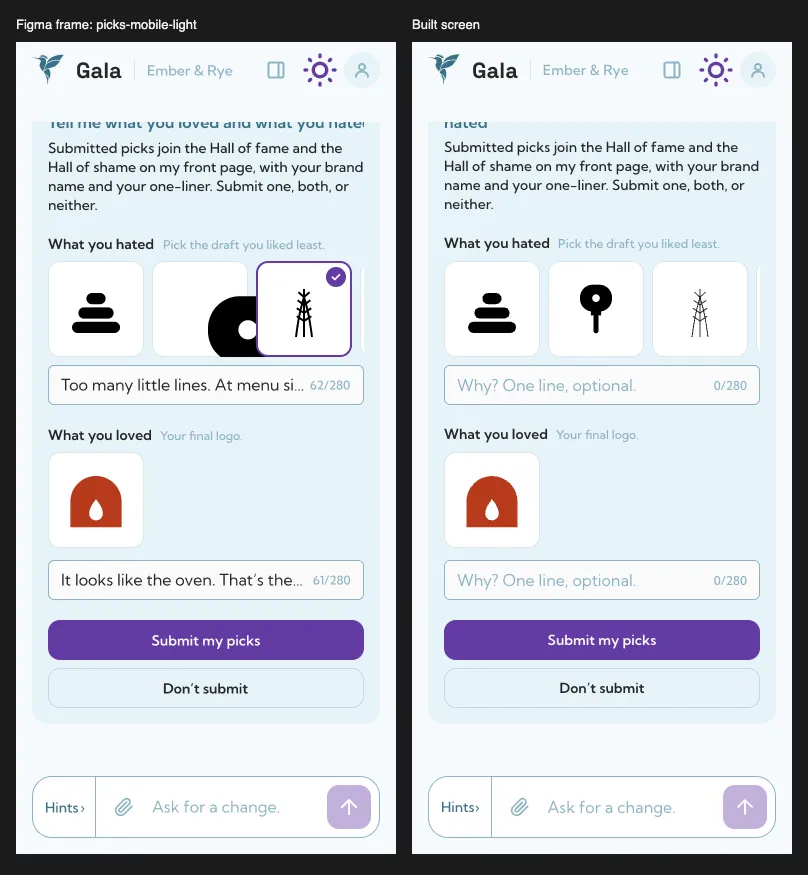 Figma frame: picks-mobile-light
Gala
Ember & Rye
Tell me what you loved and what you hated
Submitted picks join the Hall of fame and the
Hall of shame on my front page, with your brand
name and your one-liner. Submit one, both, or
neither.
What you hated Pick the draft you liked least.
Too many little lines. At menu si... 62/280
What you loved Your final logo.
It looks like the oven. That’s the... 61/280
Submit my picks
Don’t submit
Hints› Ask for a change.
Built screen
Gala
Ember & Rye
hated
Submitted picks join the Hall of fame and the
Hall of shame on my front page, with your brand
name and your one-liner. Submit one, both, or
neither.
What you hated Pick the draft you liked least.
Why? One line, optional. 0/280
What you loved Your final logo.
Why? One line, optional. 0/280
Submit my picks
Don’t submit
Hints› Ask for a change.